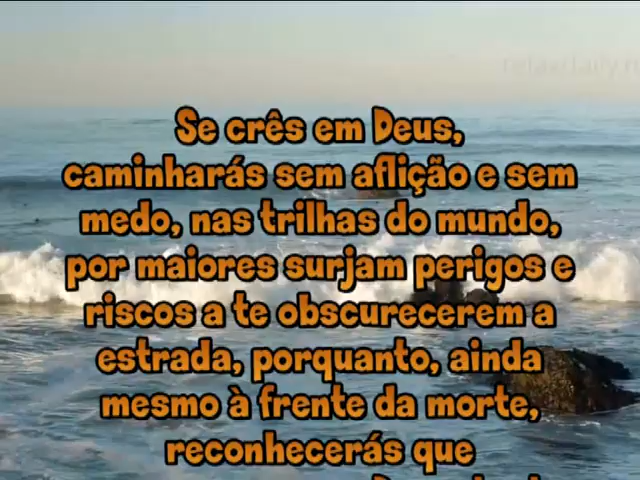 relaxdaily.n
Se crês em Deus,
caminharás sem aflição e sem
medo, nas trilhas do mundo,
por maiores surjam perigos e
riscos a te obscurecerem a
estrada, porquanto, ainda
mesmo à frente da morte,
reconhecerás que